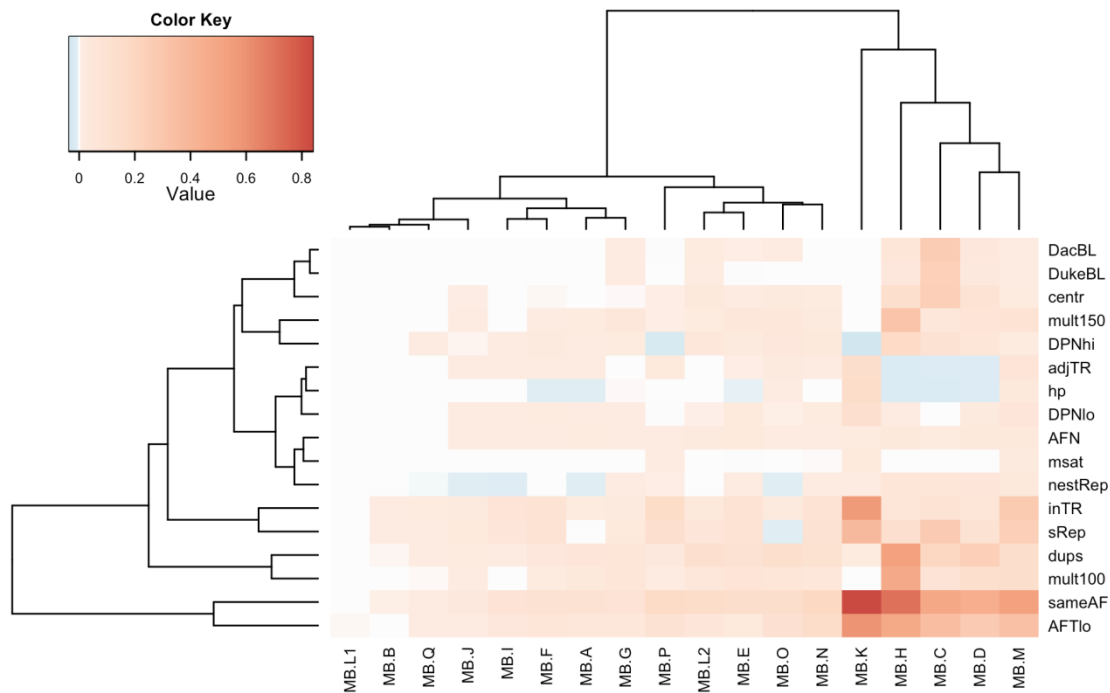 Color Key
0 0.2 0.4 0.6 0.8
Value
DacBL
DukeBL
centr
mult150
DPNhi
adjTR
hp
DPNlo
AFN
msat
nestRep
inTR
sRep
dups
mult100
sameAF
AFTlo
MB.L1
MB.B
MB.Q
MB.J
MB.I
MB.F
MB.A
MB.G
MB.P
MB.L2
MB.E
MB.O
MB.N
MB.K
MB.H
MB.C
MB.D
MB.M